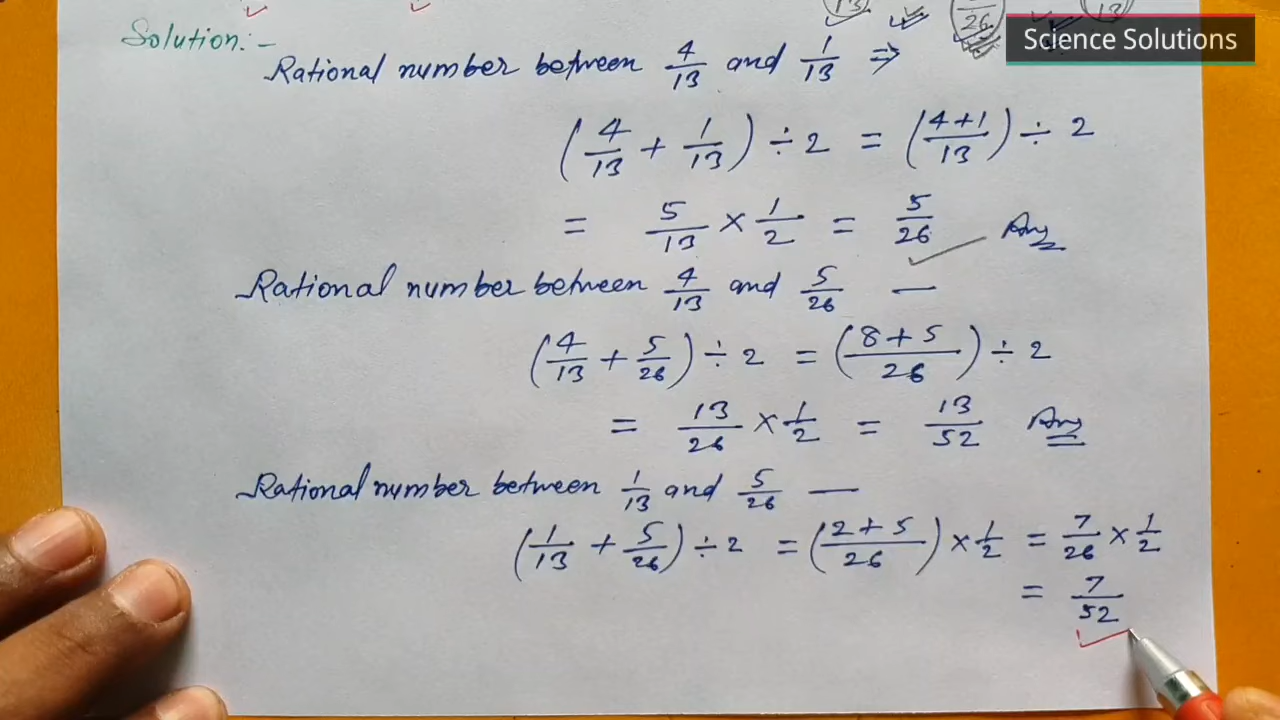 13 26 13
Science Solutions
Solution:-
Rational number between 4/13 and 1/13 ⇒
(4/13 + 1/13) ÷ 2 = (4+1/13) ÷ 2
= 5/13 × 1/2 = 5/26 Ans
Rational number between 4/13 and 5/26 —
(4/13 + 5/26) ÷ 2 = (8+5/26) ÷ 2
= 13/26 × 1/2 = 13/52 Ans
Rational number between 1/13 and 5/26 —
(1/13 + 5/26) ÷ 2 = (2+5/26) × 1/2 = 7/26 × 1/2
= 7/52